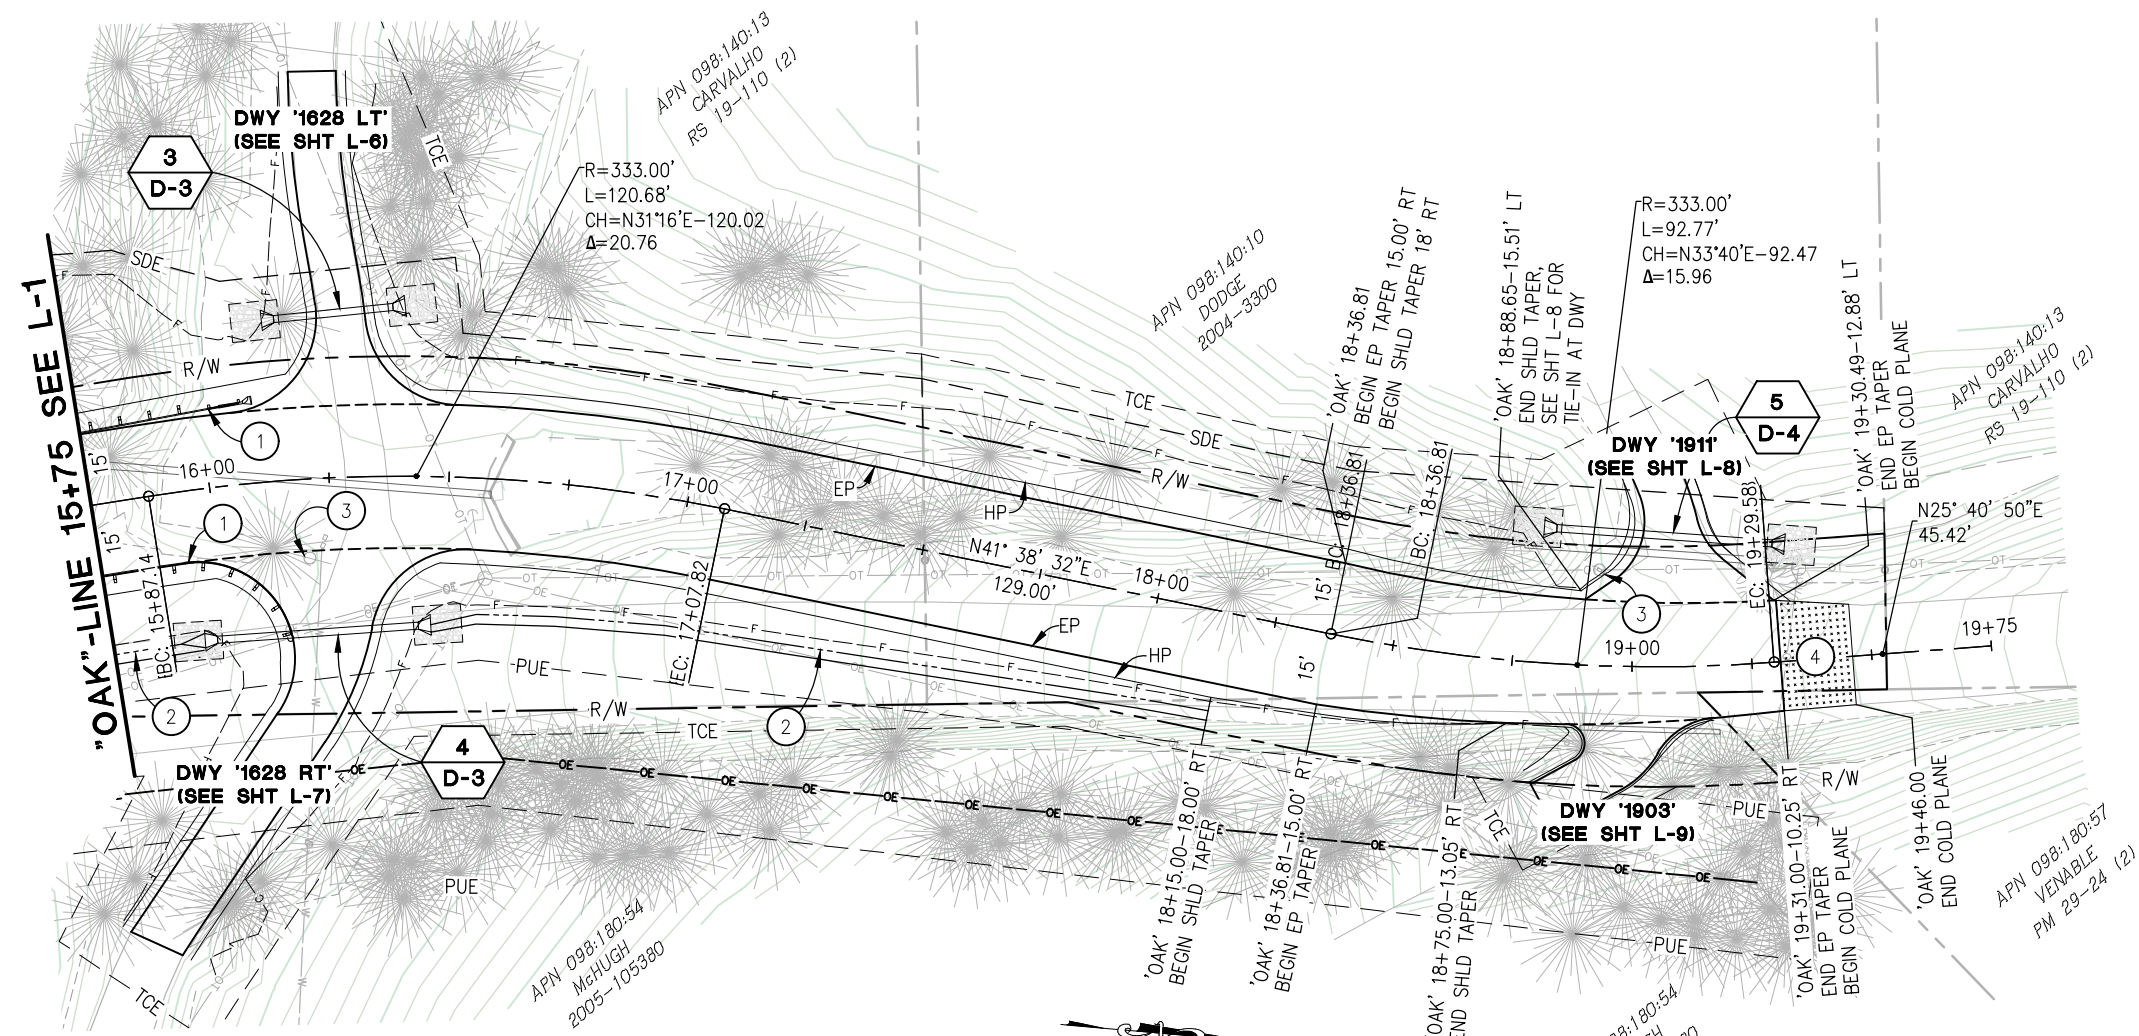 APN 098:140:13
CARVALHO
RS 19-110 (2)
DWY '1628 LT'
(SEE SHT L-6)
3
D-3
TCE
R=333.00'
L=120.68'
CH=N31°16'E-120.02
Δ=20.76
SDE
R/W
"OAK"-LINE 15+75 SEE L-1
APN 098:140:10
DODGE
2004-3300
'OAK' 18+36.81
BEGIN EP TAPER 15.00' RT
BEGIN SHLD TAPER 18' RT
'OAK' 18+88.65-15.51' LT
END SHLD TAPER,
SEE SHT L-8 FOR
TIE-IN AT DWY
R=333.00'
L=92.77'
CH=N33°40'E-92.47
Δ=15.96
'OAK' 19+30.49-12.88' LT
END EP TAPER
BEGIN COLD PLANE
APN 098:140:13
CARVALHO
RS 19-110 (2)
5
D-4
DWY '1911'
(SEE SHT L-8)
TCE
SDE
R/W
1
15'
16+00
17+00
EP
HP
15'
1
3
BC: 15+87.14
EC: 17+07.82
N41° 38' 32"E
129.00'
18+00
15'
BC: 18+36.81
EC: 19+29.58
N25° 40' 50"E
45.42'
3
19+00
4
19+75
EP
HP
15'
PUE
2
R/W
2
TCE
DWY '1628 RT'
(SEE SHT L-7)
4
D-3
OE
OE
OE
OE
OE
OE
OE
OE
OE
OE
OE
OE
PUE
TCE
APN 098:180:54
McHUGH
2005-105380
'OAK' 18+15.00-18.00' RT
BEGIN SHLD TAPER
'OAK' 18+36.81-15.00' RT
BEGIN EP TAPER
'OAK' 18+75.00-13.05' RT
END SHLD TAPER
TCE
DWY '1903'
(SEE SHT L-9)
PUE
R/W
PUE
'OAK' 19+31.00-10.25' RT
END EP TAPER
BEGIN COLD PLANE
'OAK' 19+46.00
END COLD PLANE
APN 098:180:57
VENABLE
PM 29-24 (2)